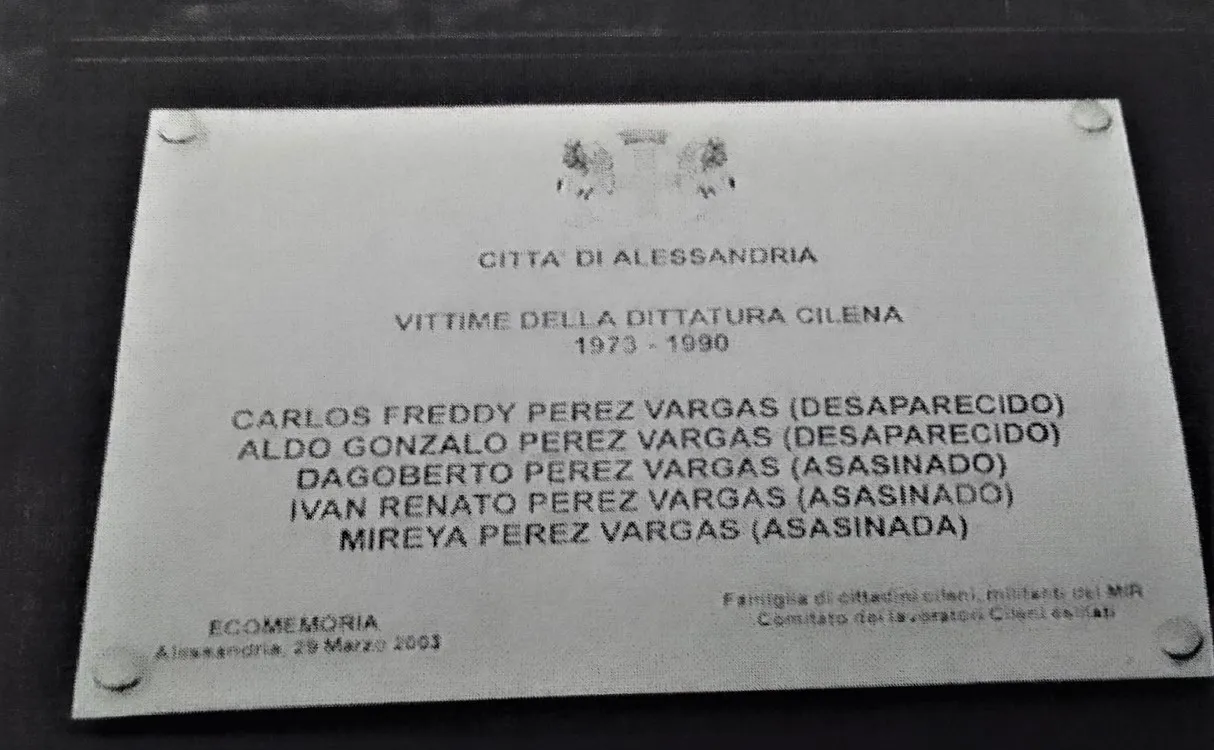 CITTA' DI ALESSANDRIA
VITTIME DELLA DITTATURA CILENA
1973 - 1990
CARLOS FREDDY PEREZ VARGAS (DESAPARECIDO)
ALDO GONZALO PEREZ VARGAS (DESAPARECIDO)
DAGOBERTO PEREZ VARGAS (ASASINADO)
IVAN RENATO PEREZ VARGAS (ASASINADO)
MIREYA PEREZ VARGAS (ASASINADA)
ECOMEMORIA
Alessandria, 29 Marzo 2003
Famiglia di cittadini cileni, militanti del MIR
Comitato dei lavoratori Cileni esiliati